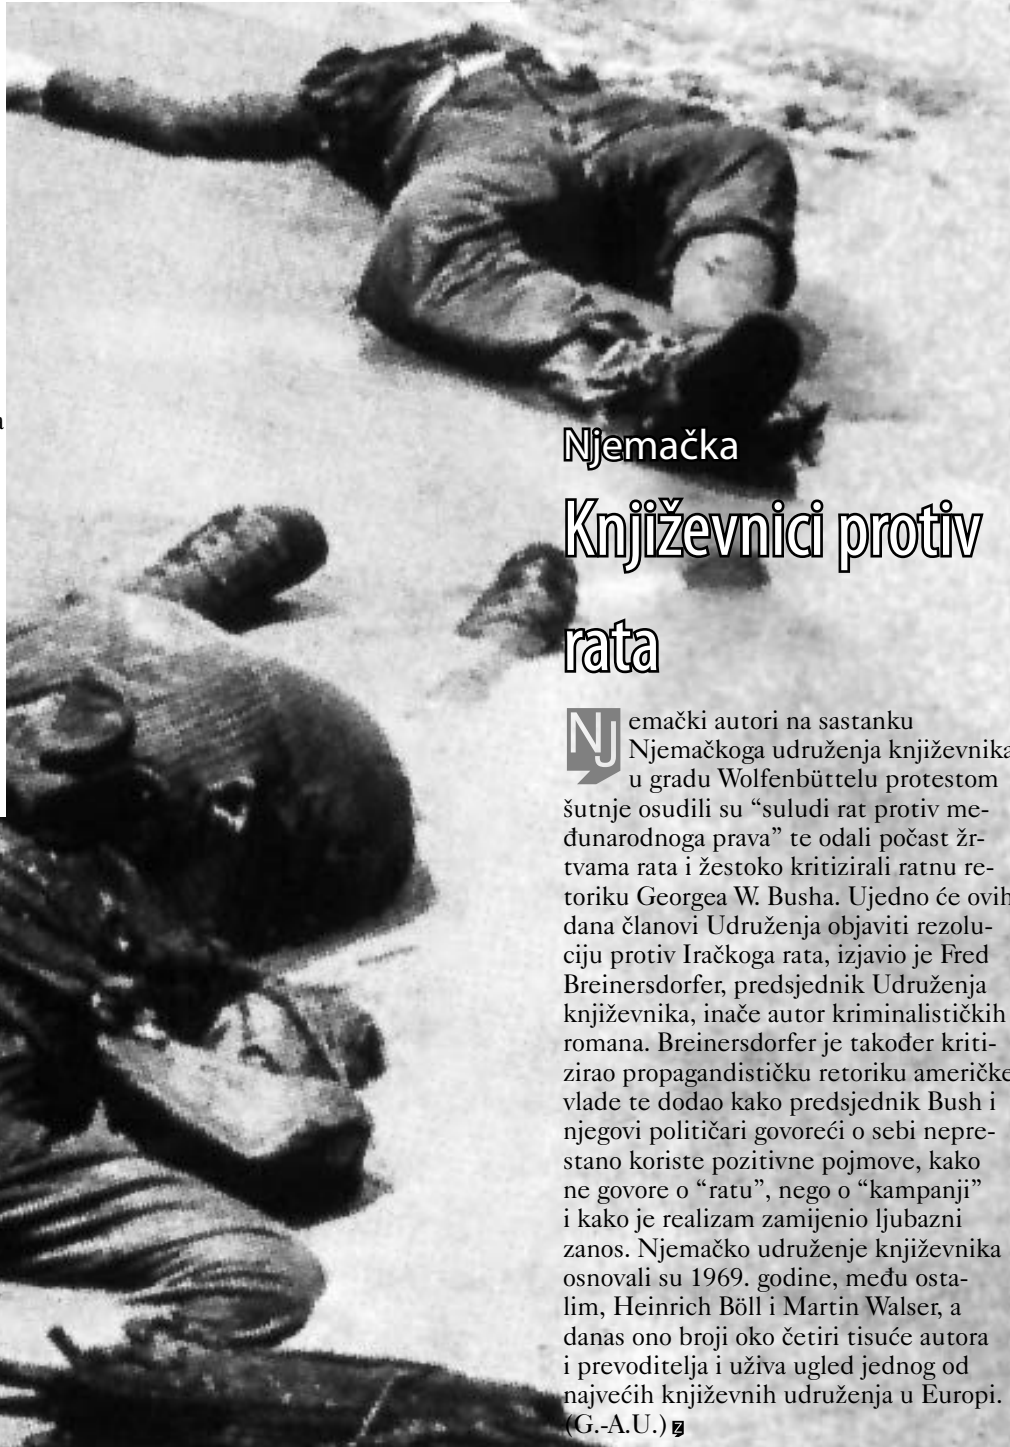 Njemačka
Književnici protiv
rata
NJemački autori na sastanku
Njemačkoga udruženja književnika
u gradu Wolfenbüttelu protestom
šutnje osudili su “suludi rat protiv me-
đunarodnoga prava” te odali počast žr-
tvama rata i žestoko kritizirali ratnu re-
toriku Georgea W. Busha. Ujedno će ovih
dana članovi Udruženja objaviti rezolu-
ciju protiv Iračkoga rata, izjavio je Fred
Breinersdorfer, predsjednik Udruženja
književnika, inače autor kriminalističkih
romana. Breinersdorfer je također kriti-
zirao propagandističku retoriku američke
vlade te dodao kako predsjednik Bush i
njegovi političari govoreći o sebi nepre-
stano koriste pozitivne pojmove, kako
ne govore o “ratu”, nego o “kampanji”
i kako je realizam zamijenio ljubazni
zanos. Njemačko udruženje književnika
osnovali su 1969. godine, među osta-
lim, Heinrich Böll i Martin Walser, a
danas ono broji oko četiri tisuće autora
i prevoditelja i uživa ugled jednog od
najvećih književnih udruženja u Europi.
(G.-A.U.)